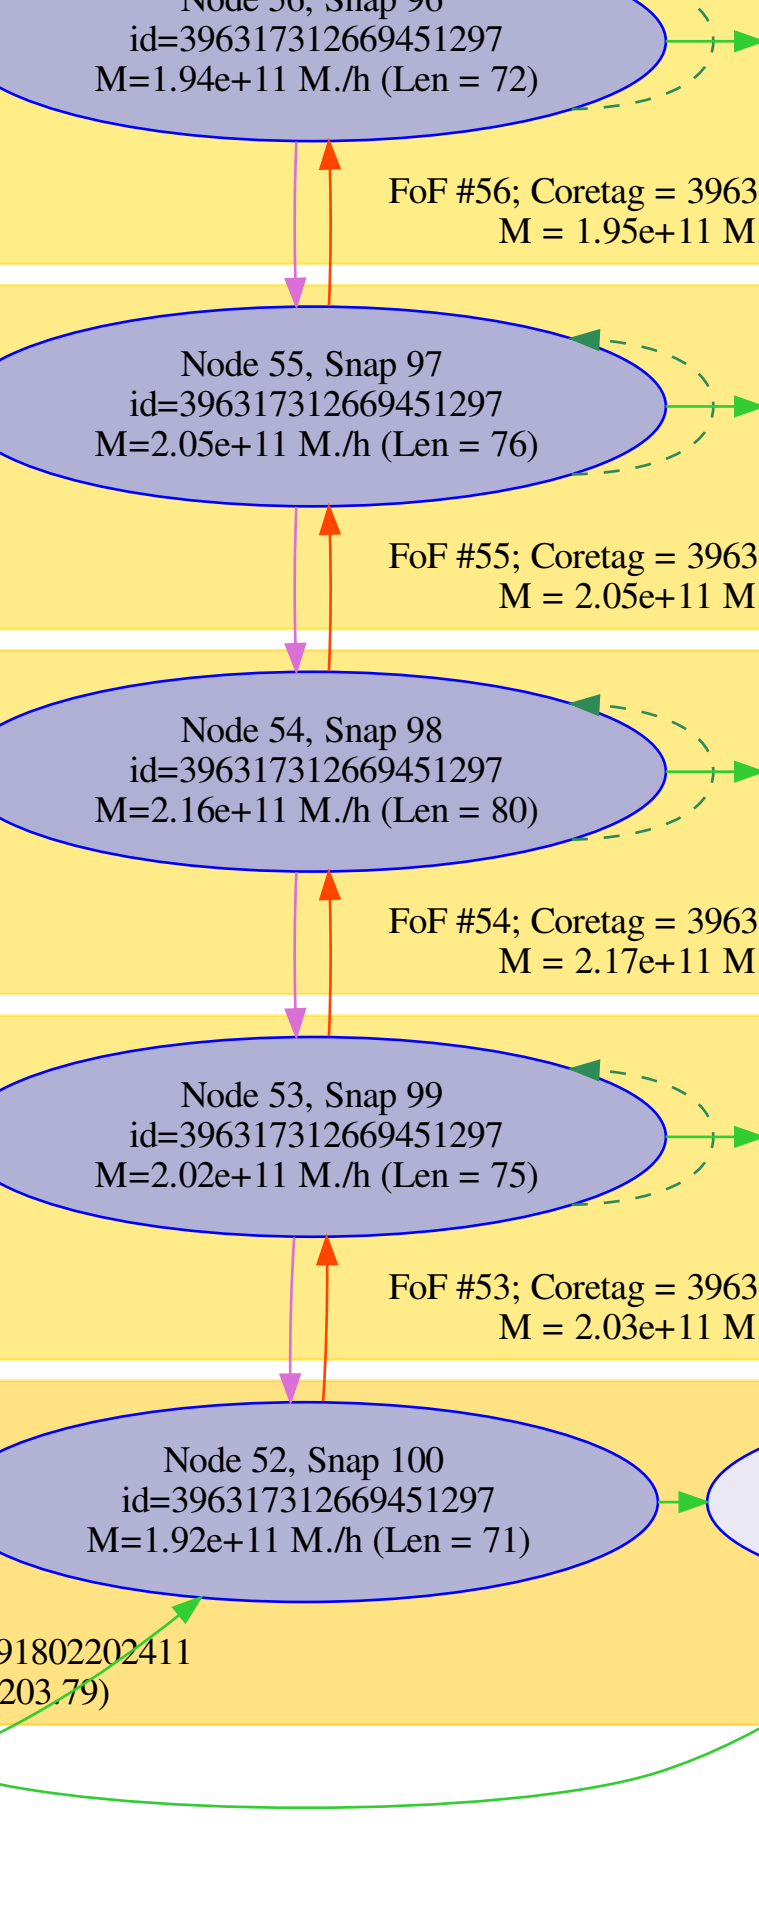 Node 56, Snap 96
id=396317312669451297
M=1.94e+11 M./h (Len = 72)
FoF #56; Coretag = 3963
M = 1.95e+11 M.
Node 55, Snap 97
id=396317312669451297
M=2.05e+11 M./h (Len = 76)
FoF #55; Coretag = 3963
M = 2.05e+11 M.
Node 54, Snap 98
id=396317312669451297
M=2.16e+11 M./h (Len = 80)
FoF #54; Coretag = 3963
M = 2.17e+11 M.
Node 53, Snap 99
id=396317312669451297
M=2.02e+11 M./h (Len = 75)
FoF #53; Coretag = 3963
M = 2.03e+11 M.
Node 52, Snap 100
id=396317312669451297
M=1.92e+11 M./h (Len = 71)
91802202411
203.79)